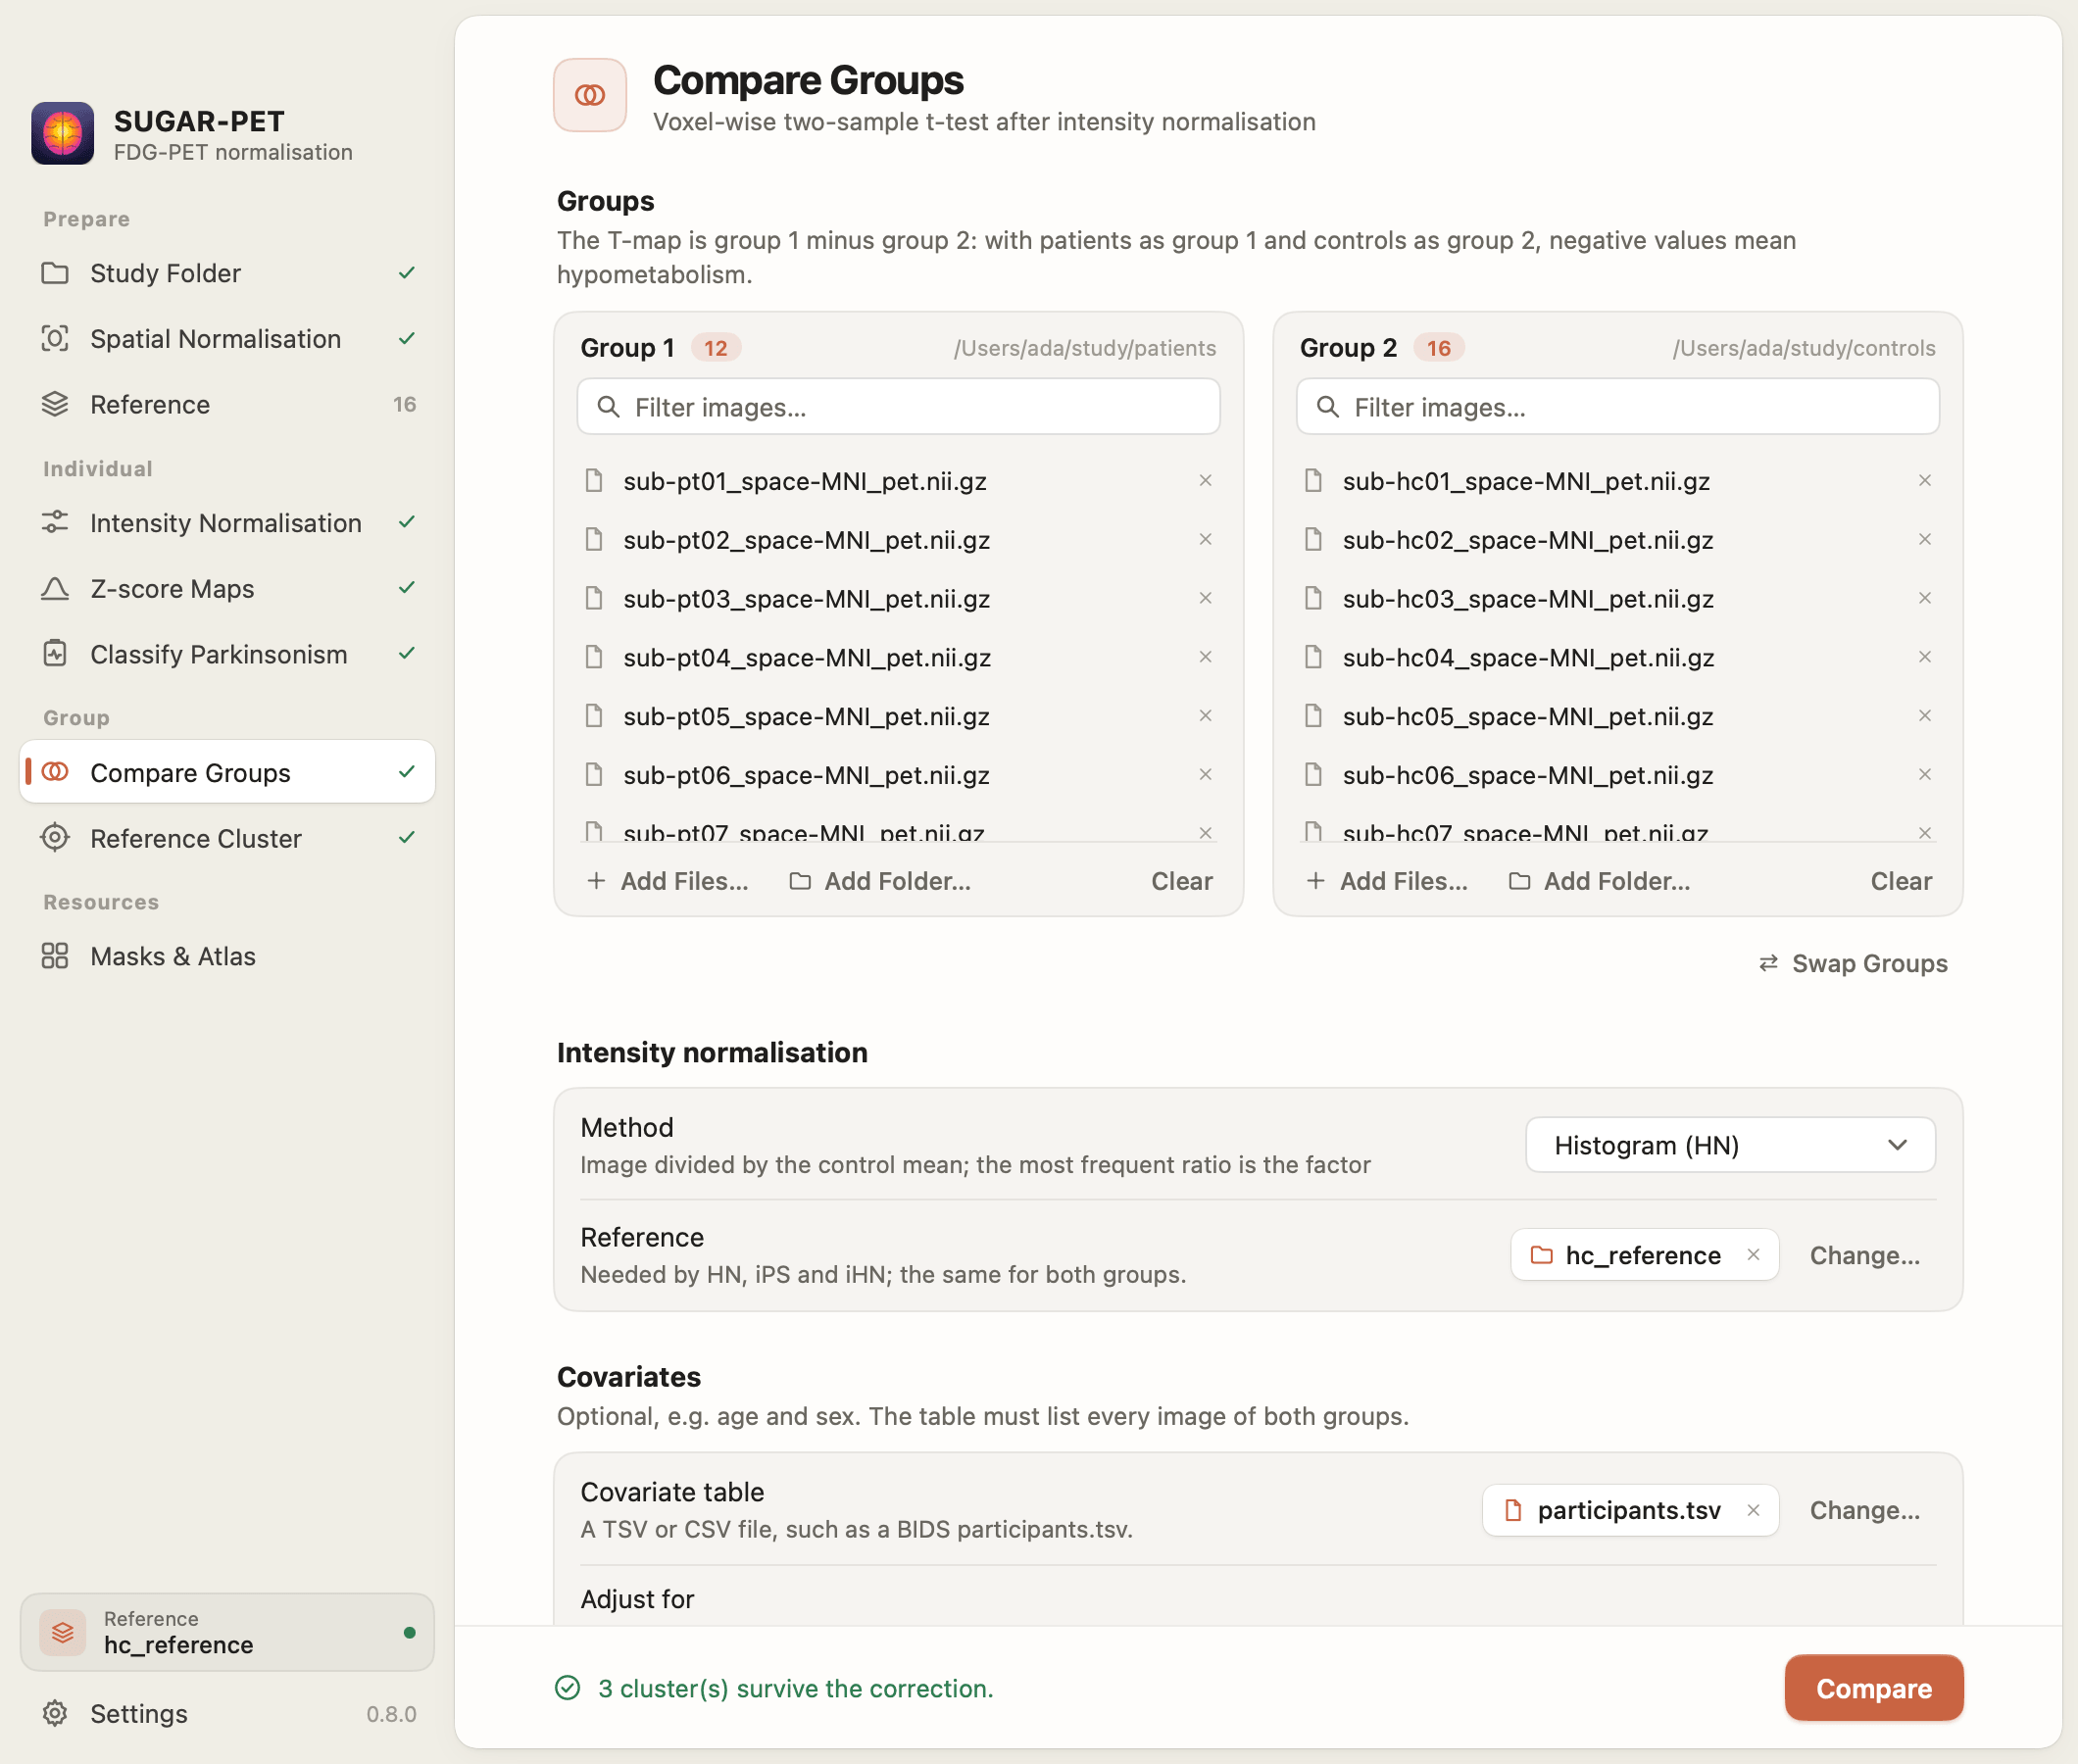 SUGAR-PET
FDG-PET normalisation
Prepare
Study Folder
Spatial Normalisation
Reference 16
Individual
Intensity Normalisation
Z-score Maps
Classify Parkinsonism
Group
Compare Groups
Reference Cluster
Resources
Masks & Atlas
Reference
hc_reference
Settings 0.8.0
Compare Groups
Voxel-wise two-sample t-test after intensity normalisation
Groups
The T-map is group 1 minus group 2: with patients as group 1 and controls as group 2, negative values mean
hypometabolism.
Group 1 12 /Users/ada/study/patients
Filter images...
sub-pt01_space-MNI_pet.nii.gz
sub-pt02_space-MNI_pet.nii.gz
sub-pt03_space-MNI_pet.nii.gz
sub-pt04_space-MNI_pet.nii.gz
sub-pt05_space-MNI_pet.nii.gz
sub-pt06_space-MNI_pet.nii.gz
sub-pt07_space-MNI_pet.nii.gz
Add Files... Add Folder... Clear
Group 2 16 /Users/ada/study/controls
Filter images...
sub-hc01_space-MNI_pet.nii.gz
sub-hc02_space-MNI_pet.nii.gz
sub-hc03_space-MNI_pet.nii.gz
sub-hc04_space-MNI_pet.nii.gz
sub-hc05_space-MNI_pet.nii.gz
sub-hc06_space-MNI_pet.nii.gz
sub-hc07_space-MNI_pet.nii.gz
Add Files... Add Folder... Clear
Swap Groups
Intensity normalisation
Method
Image divided by the control mean; the most frequent ratio is the factor
Histogram (HN)
Reference
Needed by HN, iPS and iHN; the same for both groups.
hc_reference Change...
Covariates
Optional, e.g. age and sex. The table must list every image of both groups.
Covariate table
A TSV or CSV file, such as a BIDS participants.tsv.
participants.tsv Change...
Adjust for
3 cluster(s) survive the correction.
Compare